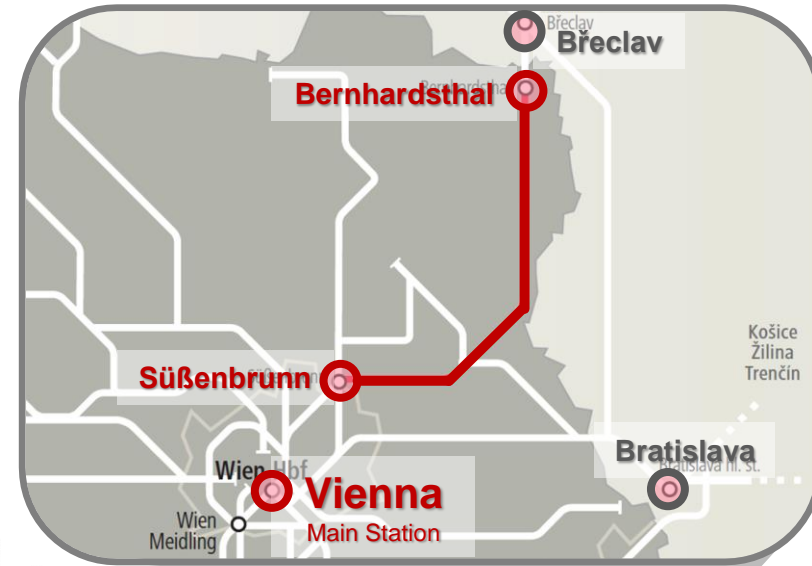 Břeclav
Břeclav
Bernhardsthal
Süßenbrunn
Košice
Žilina
Trenčín
Bratislava
Bratislava hl. st.
Wien Hbf
Vienna
Main Station
Wien
Meidling